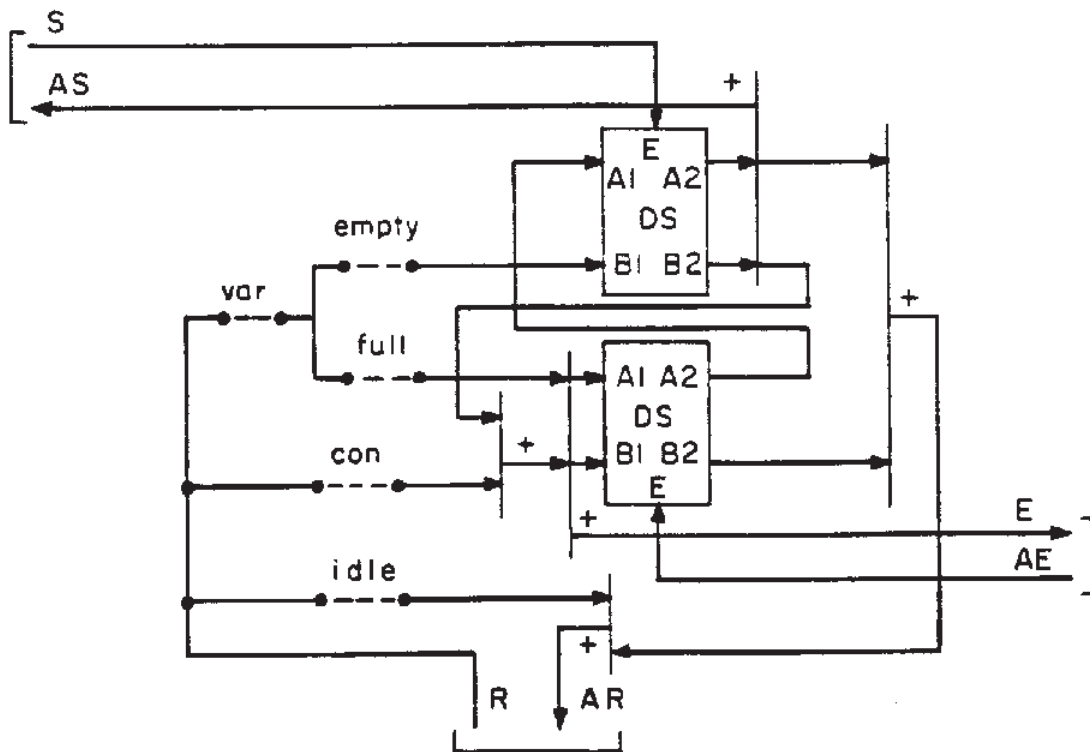 S
AS
+
E
A1 A2
DS
B1 B2
empty
var
+
full
A1 A2
DS
B1 B2
E
+
con
+
E
AE
idle
+
R
AR